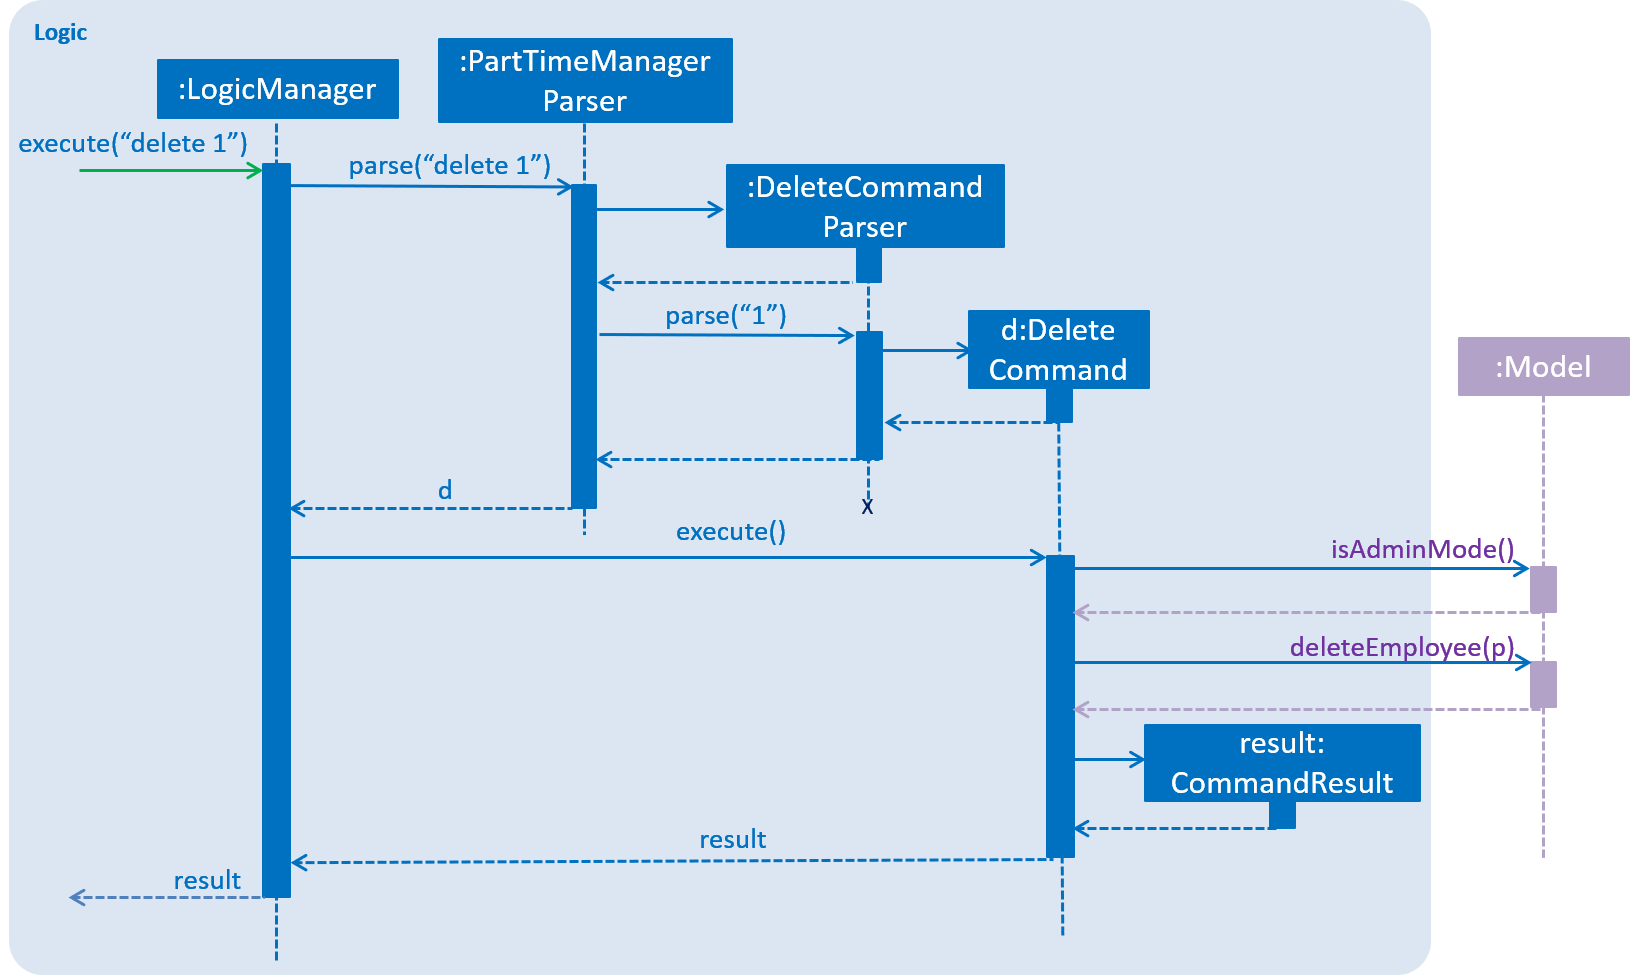 Logic
:PartTimeManager
Parser
:LogicManager
execute(“delete 1”)
parse(“delete 1”)
:DeleteCommand
Parser
parse(“1”)
d:Delete
Command
:Model
d
X
execute()
isAdminMode()
deleteEmployee(p)
result:
CommandResult
result
result